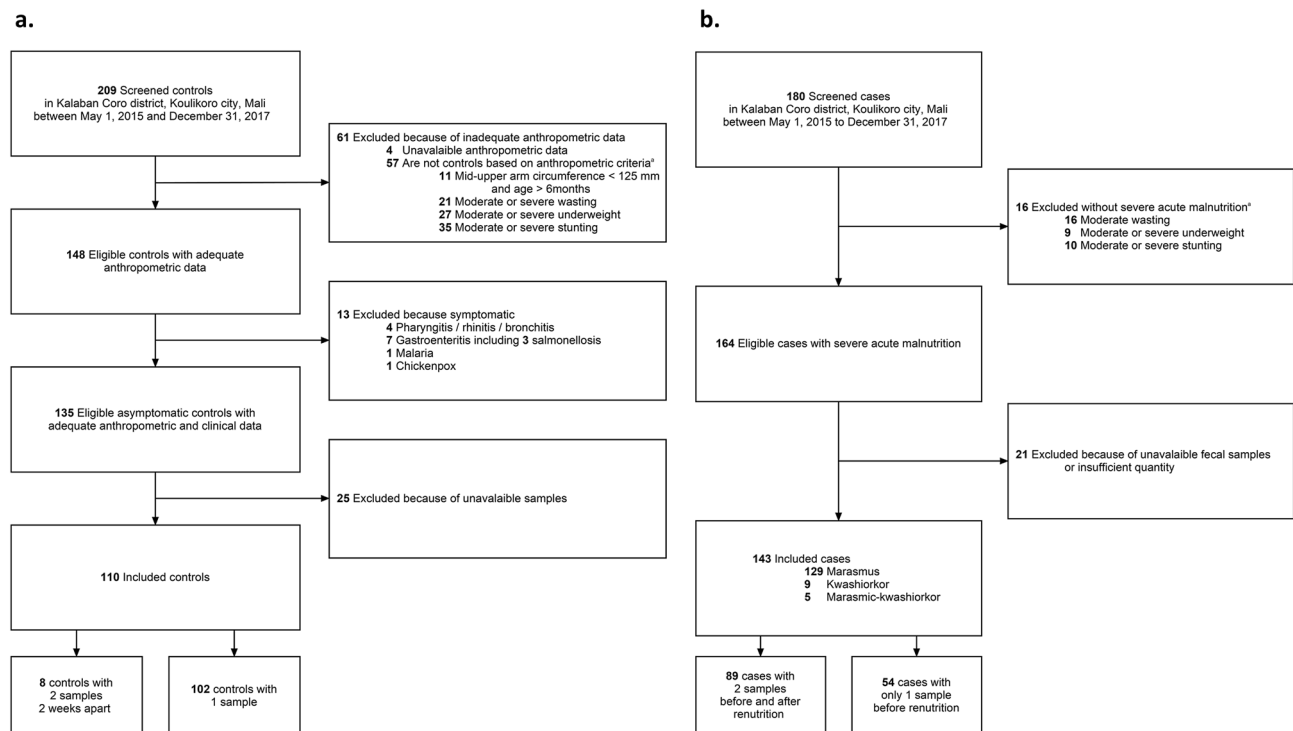 a.
209 Screened controls
in Kalaban Coro district, Koulikoro city, Mali
between May 1, 2015 and December 31, 2017
61 Excluded because of inadequate anthropometric data
4 Unavalaible anthropometric data
57 Are not controls based on anthropometric criteriaª
11 Mid-upper arm circumference < 125 mm
and age > 6months
21 Moderate or severe wasting
27 Moderate or severe underweight
35 Moderate or severe stunting
148 Eligible controls with adequate
anthropometric data
13 Excluded because symptomatic
4 Pharyngitis / rhinitis / bronchitis
7 Gastroenteritis including 3 salmonellosis
1 Malaria
1 Chickenpox
135 Eligible asymptomatic controls with
adequate anthropometric and clinical data
25 Excluded because of unavalaible samples
110 Included controls
8 controls with
2 samples
2 weeks apart
102 controls with
1 sample
b.
180 Screened cases
in Kalaban Coro district, Koulikoro city, Mali
between May 1, 2015 to December 31, 2017
16 Excluded without severe acute malnutritionª
16 Moderate wasting
9 Moderate or severe underweight
10 Moderate or severe stunting
164 Eligible cases with severe acute malnutrition
21 Excluded because of unavalaible fecal samples
or insufficient quantity
143 Included cases
129 Marasmus
9 Kwashiorkor
5 Marasmic-kwashiorkor
89 cases with
2 samples
before and after
renutrition
54 cases with
only 1 sample
before renutrition